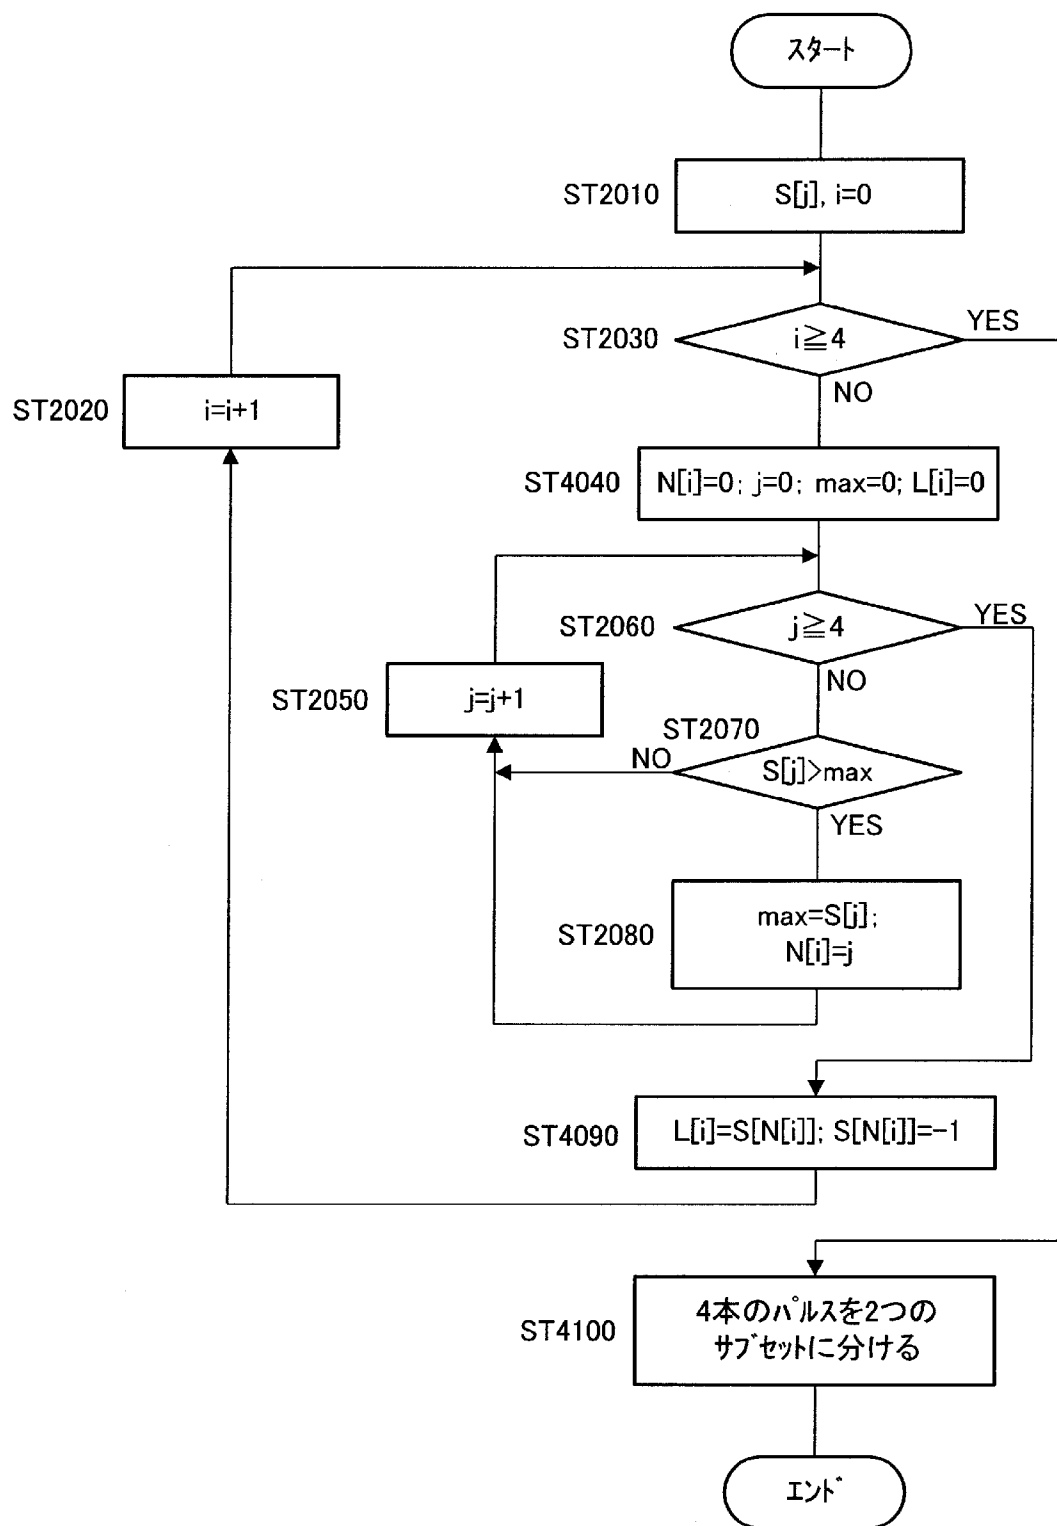 スタート
ST2010
S[j], i=0
ST2030
i≧4
YES
NO
ST2020
i=i+1
ST4040
N[i]=0; j=0; max=0; L[i]=0
ST2060
j≧4
YES
NO
ST2050
j=j+1
ST2070
S[j]>max
NO
YES
ST2080
max=S[j];
N[i]=j
ST4090
L[i]=S[N[i]]; S[N[i]]=-1
ST4100
4本のパルスを2つの
サブセットに分ける
エンド